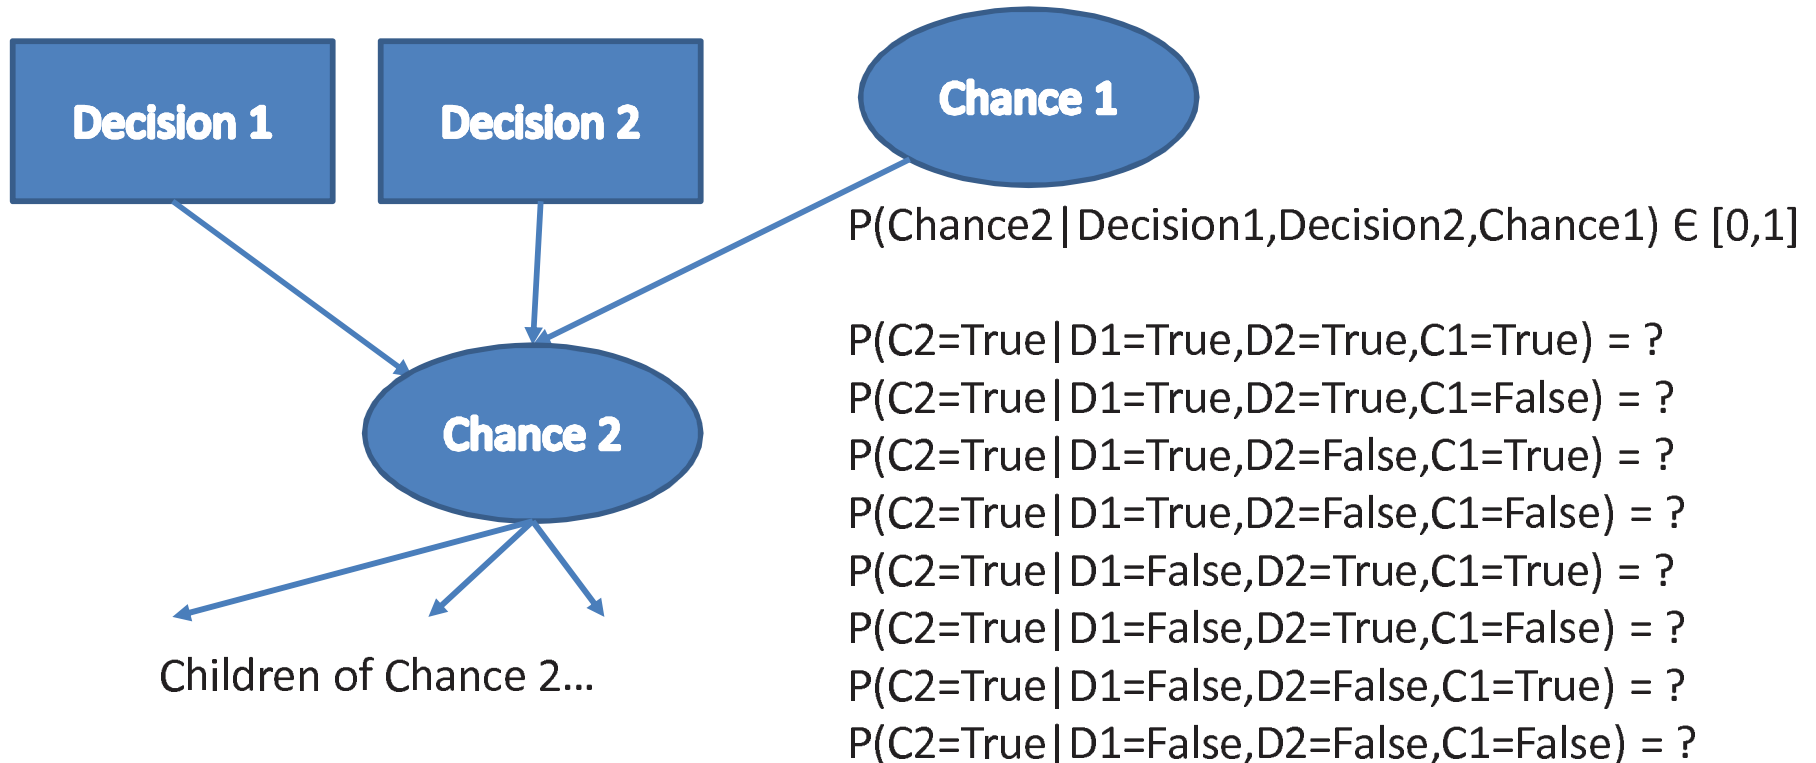 Decision 1
Decision 2
Chance 1
P(Chance2|Decision1,Decision2,Chance1) Є [0,1]
P(C2=True|D1=True,D2=True,C1=True) = ?
P(C2=True|D1=True,D2=True,C1=False) = ?
P(C2=True|D1=True,D2=False,C1=True) = ?
P(C2=True|D1=True,D2=False,C1=False) = ?
P(C2=True|D1=False,D2=True,C1=True) = ?
P(C2=True|D1=False,D2=True,C1=False) = ?
P(C2=True|D1=False,D2=False,C1=True) = ?
P(C2=True|D1=False,D2=False,C1=False) = ?
Chance 2
Children of Chance 2...